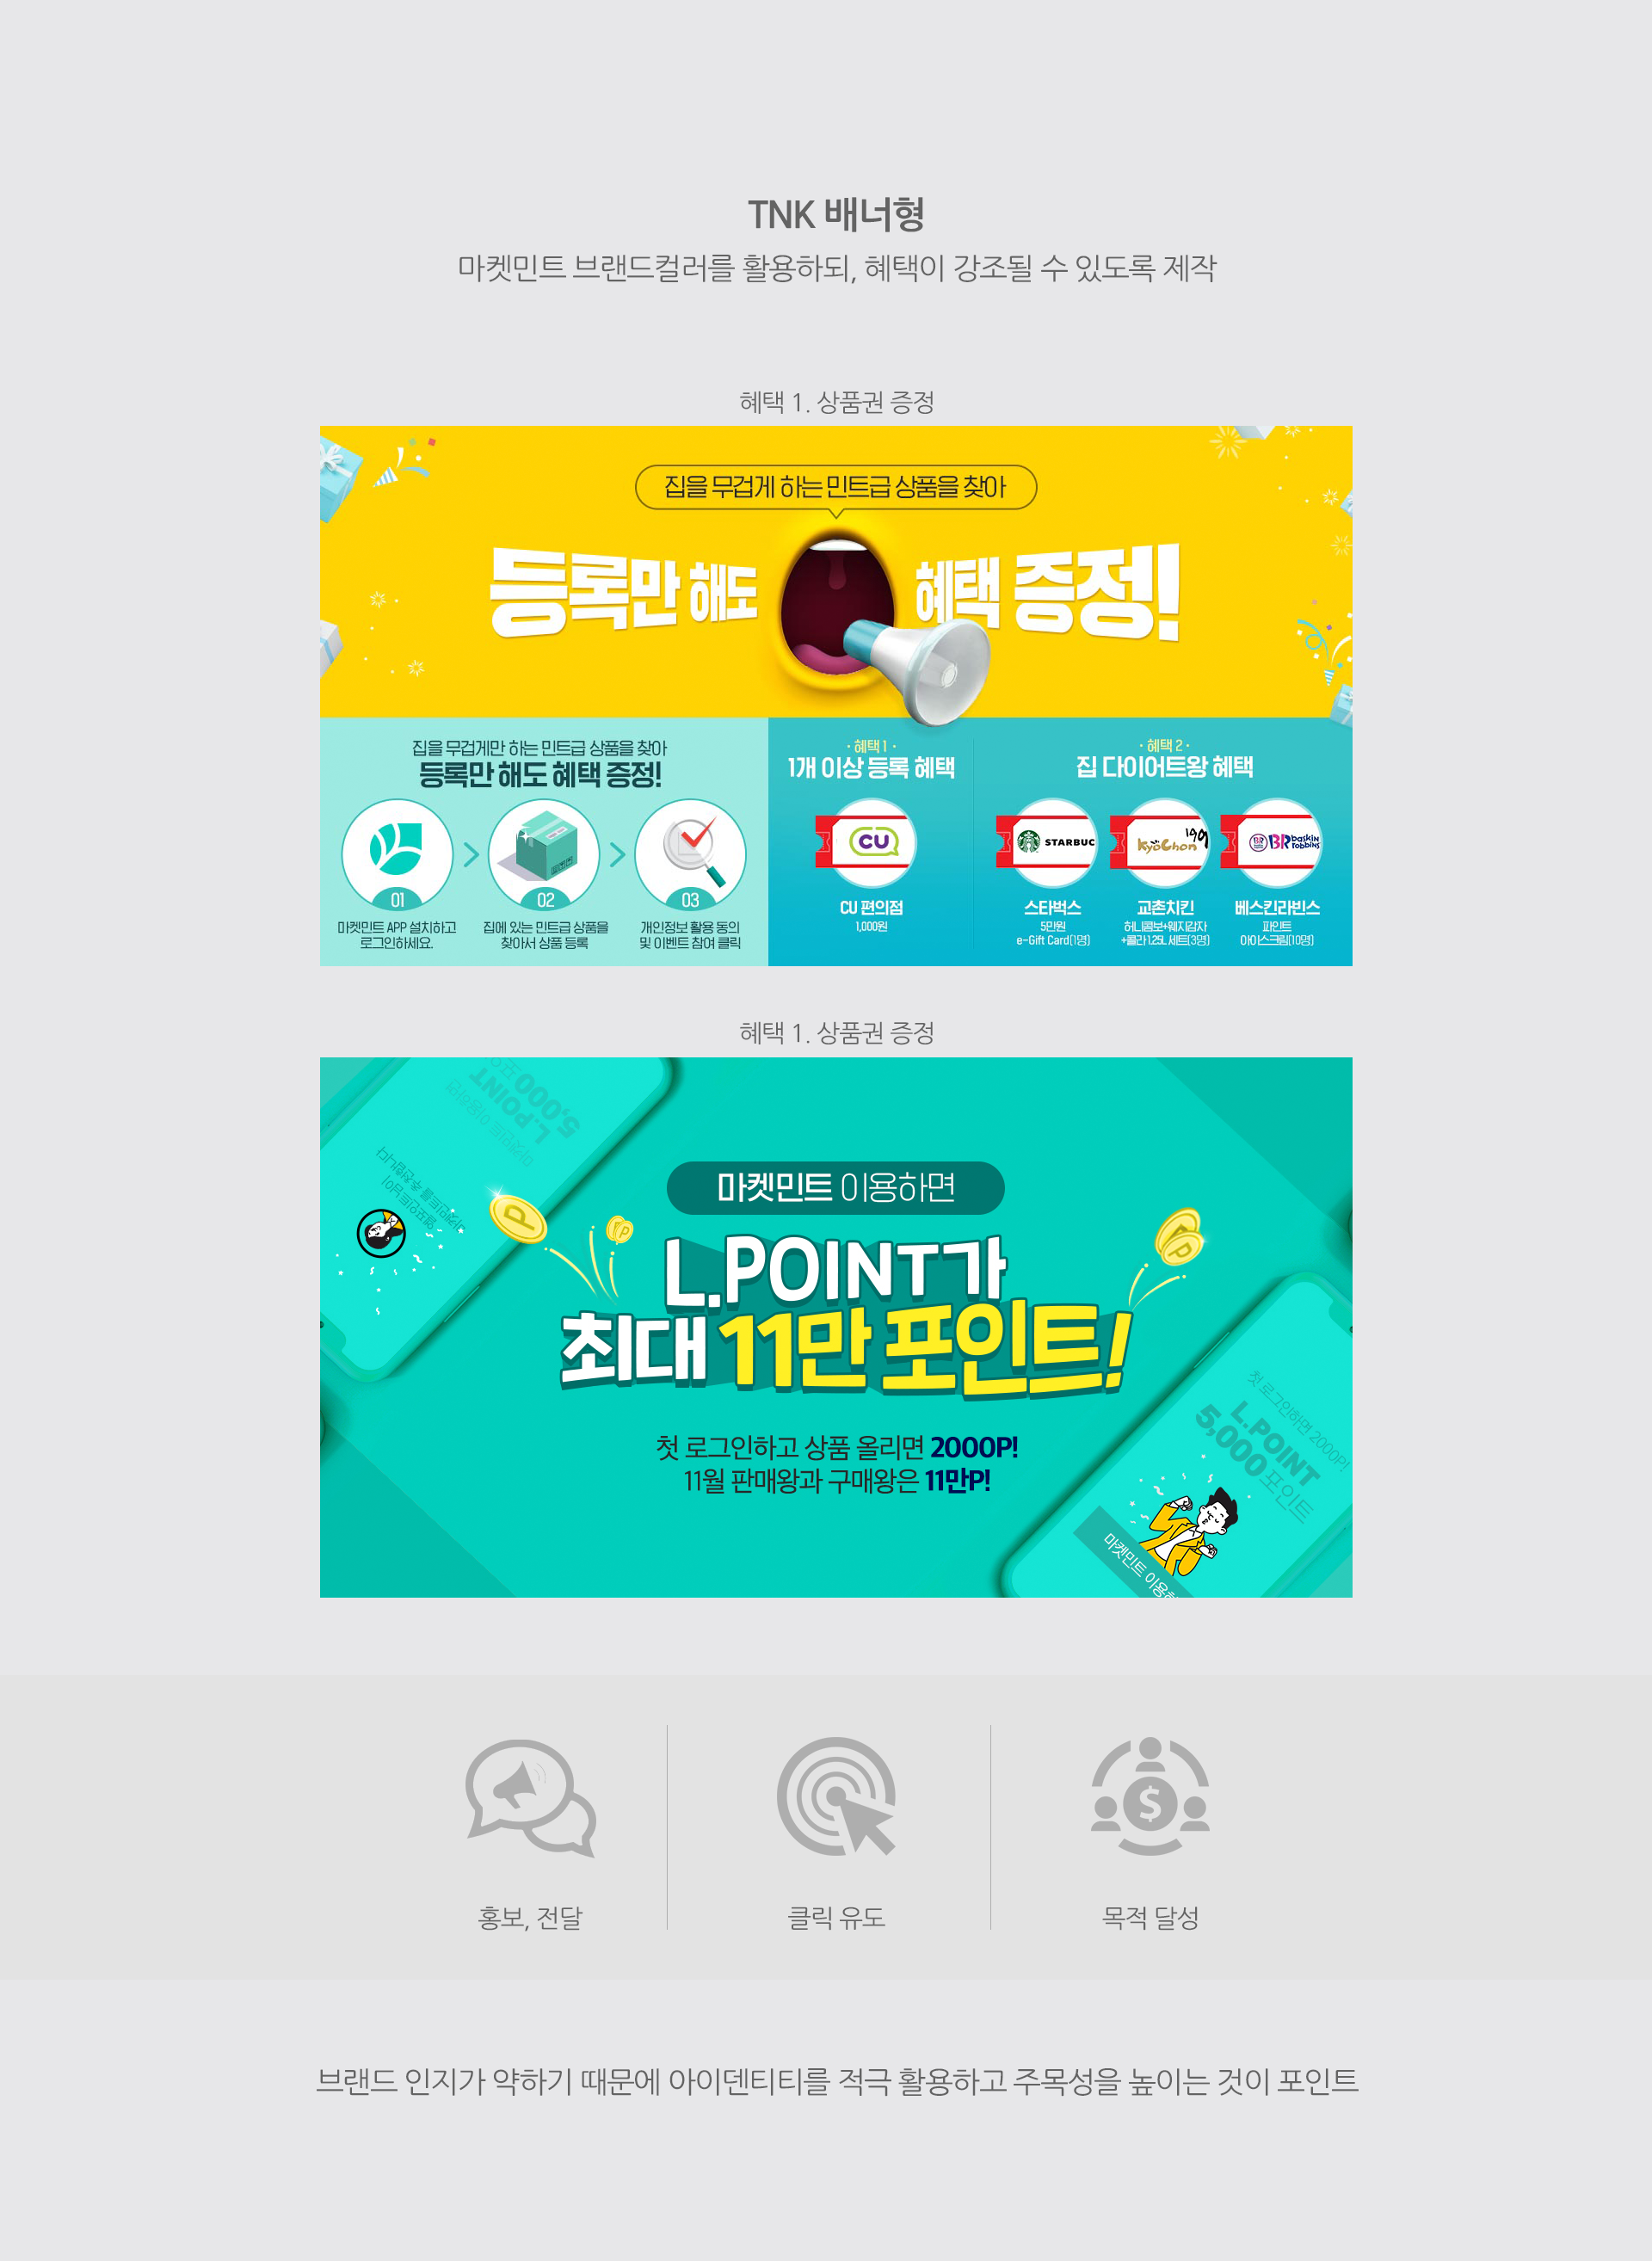 TNK 배너형
마켓민트 브랜드컬러를 활용하되, 혜택이 강조될 수 있도록 제작
혜택 1. 상품권 증정
집을 무겁게 하는 민트급 상품을 찾아
등록만 해도 혜택 증정!
집을 무겁게만 하는 민트급 상품을 찾아
등록만 해도 혜택 증정!
01
마켓민트 APP 설치하고
로그인하세요.
02
집에 있는 민트급 상품을
찾아서 상품 등록
03
개인정보 활용 동의
및 이벤트 참여 클릭
· 혜택 1 ·
1개 이상 등록 혜택
CU
CU 편의점
1,000원
· 혜택 2 ·
집 다이어트왕 혜택
STARBUC
스타벅스
5만원
e-Gift Card(1명)
KyoChon 199
교촌치킨
허니콤보+웨지감자
+콜라1.25L 세트(3명)
BR baskin robbins
베스킨라빈스
파인트
아이스크림(10명)
혜택 1. 상품권 증정
5,000
L.POINT
마켓민트 이용하면
L.POINT가
최대 11만 포인트!
첫 로그인하고 상품 올리면 2000P!
11월 판매왕과 구매왕은 11만P!
첫 로그인하면 2000P!
L.POINT
5,000 포인트
마켓민트 이용하
홍보, 전달
클릭 유도
목적 달성
브랜드 인지가 약하기 때문에 아이덴티티를 적극 활용하고 주목성을 높이는 것이 포인트